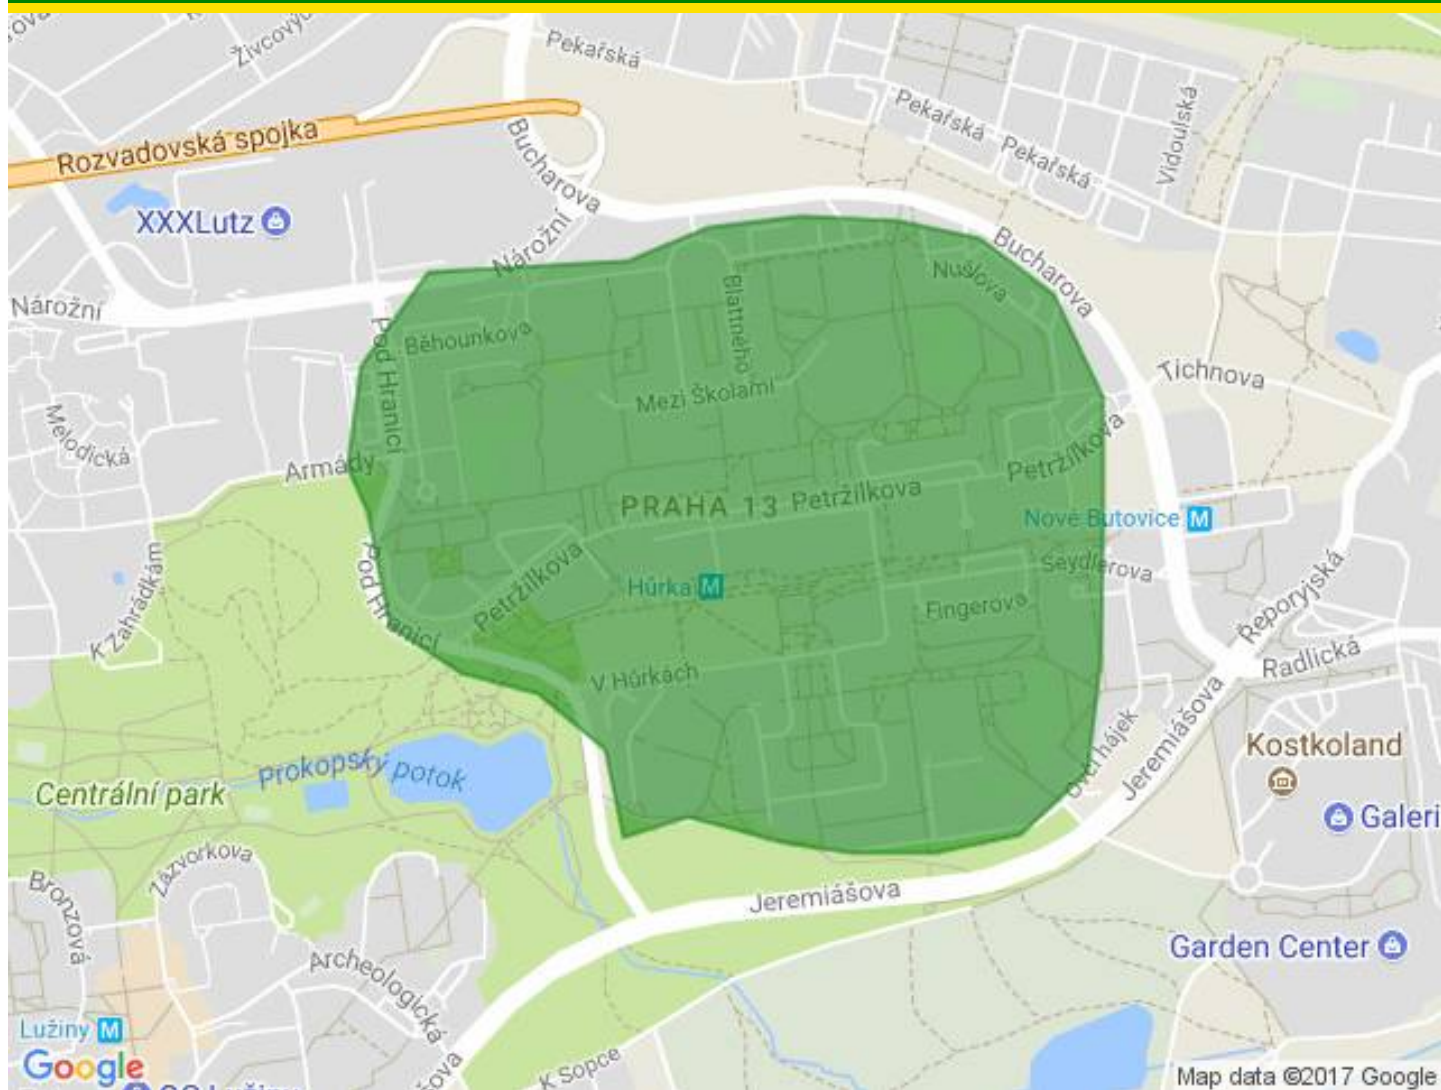 Živcových
Pekařská
Rozvadovská spojka
Bucharova
Pekařská
Pekařská
Vidoulská
XXXLutz
Nárožní
Bucharova
Nušlova
Nárožní
Blattného
Pod Hranicí
Běhounkova
Tichnova
Mezi Školami
Melodická
Armády
Petržílkova
PRAHA 13
Petržílkova
Nové Butovice M
Pod Hranicí
Petržílkova
Hůrka M
Seydlerova
Fingerova
Řeporyjská
K Zahrádkám
Radlická
V Hůrkách
Jeremiášova
Kostkoland
Prokopský potok
Centrální park
Galeri
Zázvorkova
Bronzová
Jeremiášova
Garden Center
Archeologická
Lužiny M
Google
K Sopce
Map data ©2017 Google